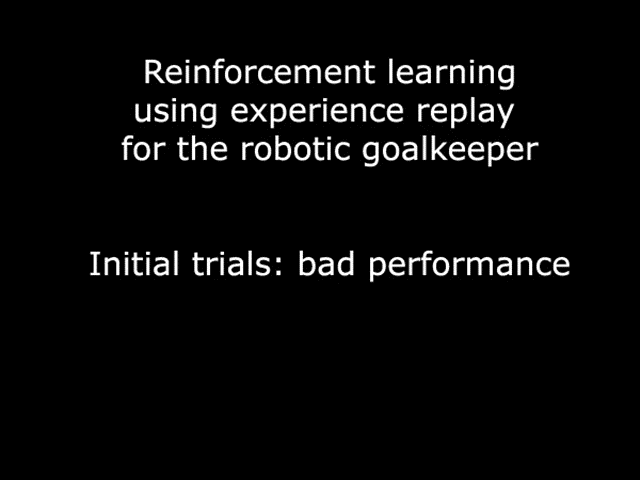 Reinforcement learning
using experience replay
for the robotic goalkeeper
Initial trials: bad performance